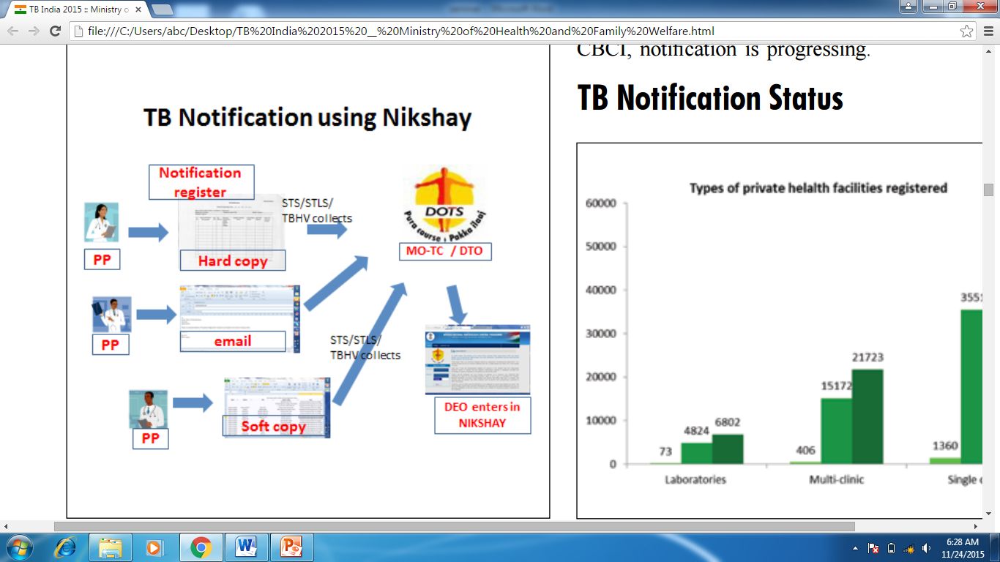 TB India 2015 :: Ministry o
file:///C:/Users/abc/Desktop/TB%20India%202015%20__%20Ministry%20of%20Health%20and%20Family%20Welfare.html
TB Notification using Nikshay
Notification
register
STS/STLS/
TBHV collects
PP
Hard copy
DOTS
Pura course + Pakka ilaaj
MO-TC / DTO
PP
email
STS/STLS/
TBHV collects
PP
Soft copy
DEO enters in
NIKSHAY
CBCI, notification is progressing.
TB Notification Status
Types of private helalth facilities registered
60000
50000
40000
30000
20000
10000
0
73
4824
6802
406
15172
21723
1360
3551
Laboratories
Multi-clinic
Single
6:28 AM
11/24/2015